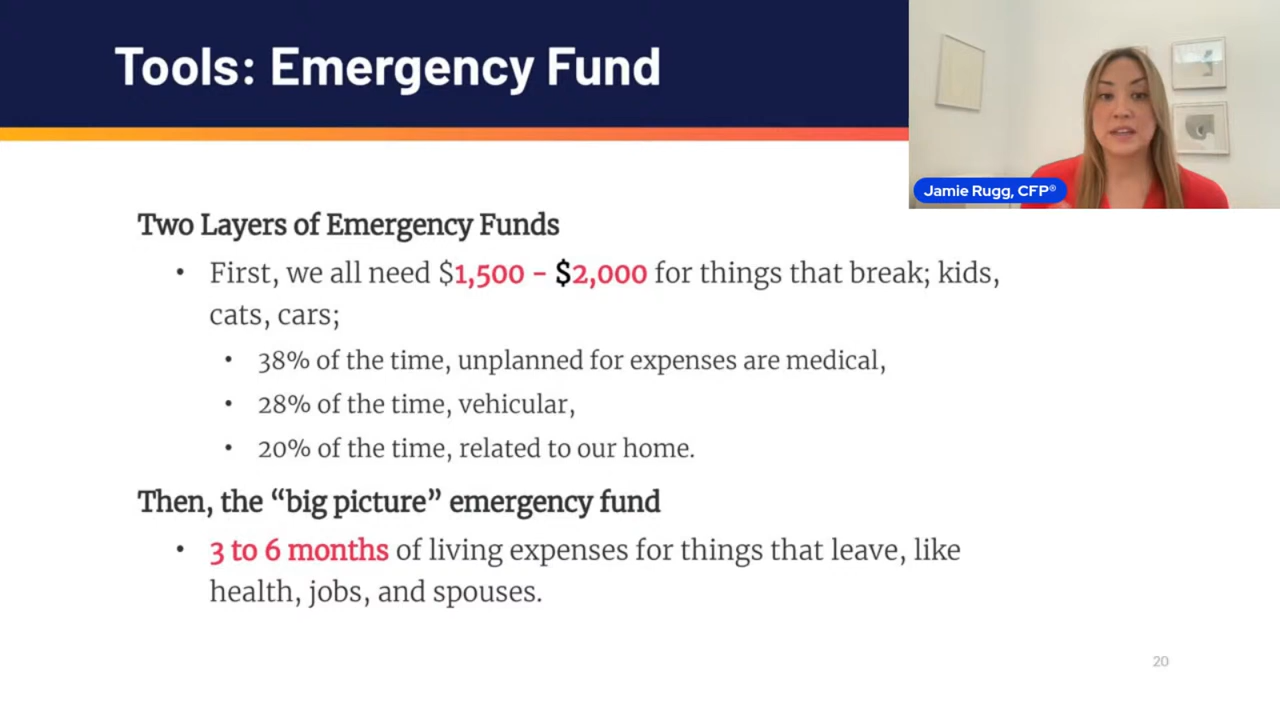 Tools: Emergency Fund
Jamie Rugg, CFP®
Two Layers of Emergency Funds
• First, we all need $1,500 – $2,000 for things that break; kids,
cats, cars;
• 38% of the time, unplanned for expenses are medical,
• 28% of the time, vehicular,
• 20% of the time, related to our home.
Then, the “big picture” emergency fund
• 3 to 6 months of living expenses for things that leave, like
health, jobs, and spouses.
20